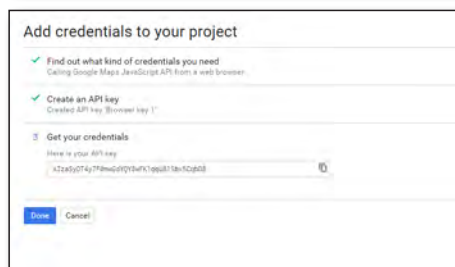 Add credentials to your project
Find out what kind of credentials you need
Calling Google Maps JavaScript API from a web browser
Create an API key
Created API key 'Browser key 1'
3 Get your credentials
Here is your API key
Done Cancel